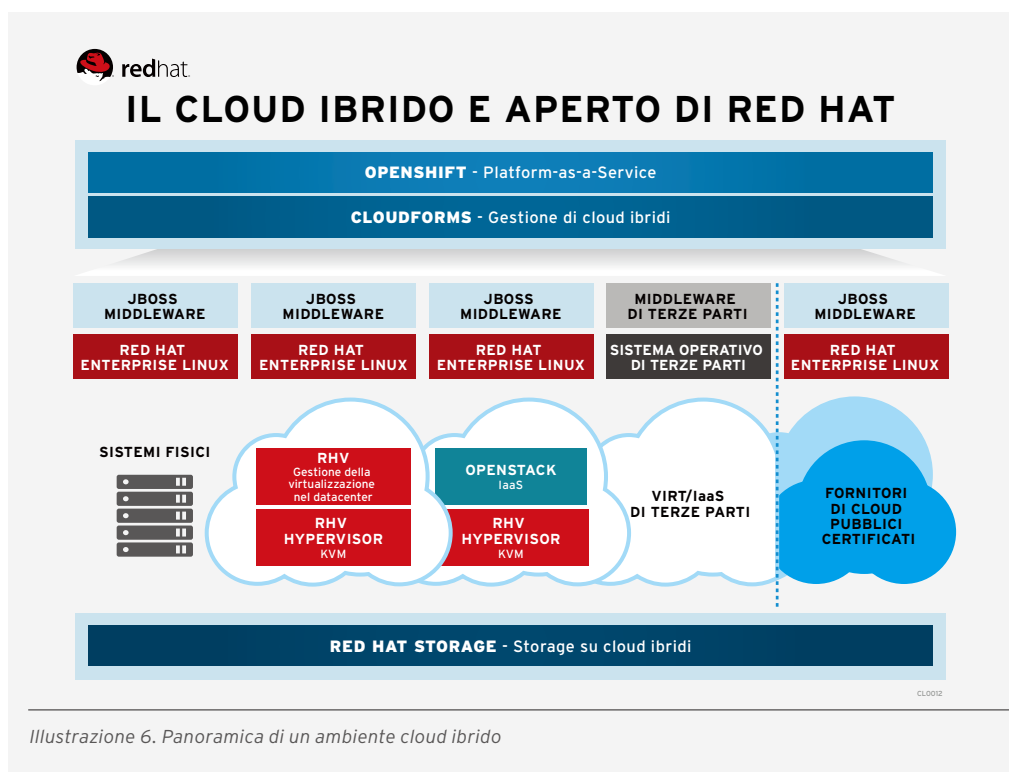 redhat.
IL CLOUD IBRIDO E APERTO DI RED HAT
OPENSHIFT - Platform-as-a-Service
CLOUDFORMS - Gestione di cloud ibridi
JBOSS
MIDDLEWARE
RED HAT
ENTERPRISE LINUX
JBOSS
MIDDLEWARE
RED HAT
ENTERPRISE LINUX
JBOSS
MIDDLEWARE
RED HAT
ENTERPRISE LINUX
MIDDLEWARE
DI TERZE PARTI
SISTEMA OPERATIVO
DI TERZE PARTI
JBOSS
MIDDLEWARE
RED HAT
ENTERPRISE LINUX
SISTEMI FISICI
RHV
Gestione della
virtualizzazione
nel datacenter
RHV
HYPERVISOR
KVM
OPENSTACK
IaaS
RHV
HYPERVISOR
KVM
VIRT/IaaS
DI TERZE PARTI
FORNITORI
DI CLOUD
PUBBLICI
CERTIFICATI
RED HAT STORAGE - Storage su cloud ibridi
CL0012
Illustrazione 6. Panoramica di un ambiente cloud ibrido